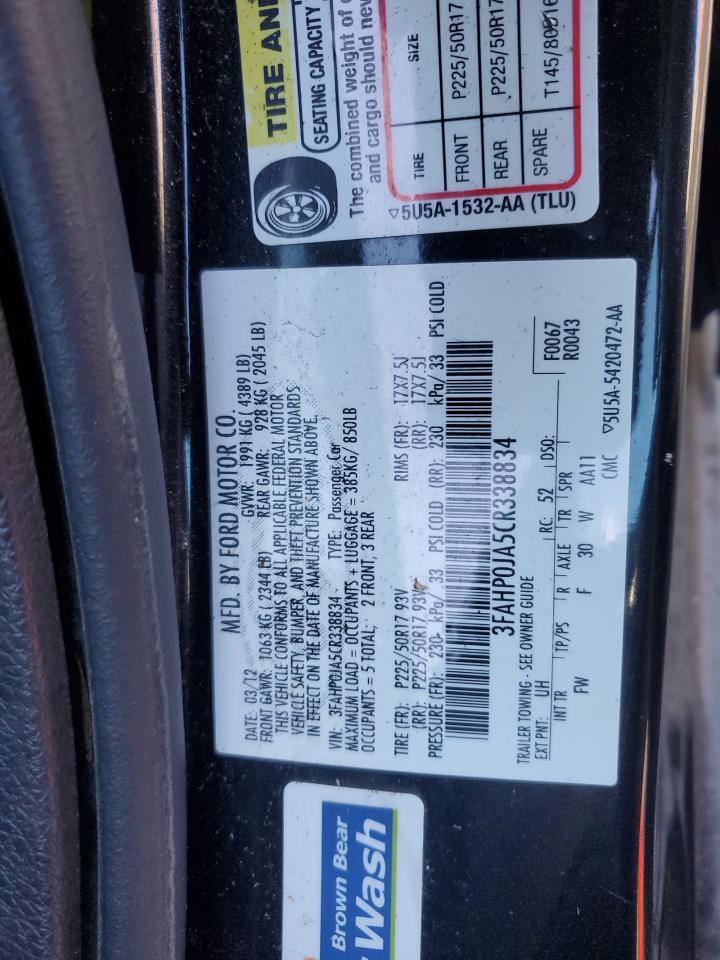 TIRE AND
SEATING CAPACITY
The combined weight of
and cargo should nev
TIRE SIZE
FRONT P225/50R17
REAR P225/50R17
SPARE T145/80D16
▽5U5A-1532-AA (TLU)
MFD. BY FORD MOTOR CO.
DATE: 03/12 GVWR: 1991 KG ( 4389 LB)
FRONT GAWR: 1063 KG ( 2344 LB) REAR GAWR: 928 KG ( 2045 LB)
THIS VEHICLE CONFORMS TO ALL APPLICABLE FEDERAL MOTOR
VEHICLE SAFETY, BUMPER, AND THEFT PREVENTION STANDARDS
IN EFFECT ON THE DATE OF MANUFACTURE SHOWN ABOVE.
VIN: 3FAHP0JA5CR338834 TYPE: Passenger Car
MAXIMUM LOAD = OCCUPANTS + LUGGAGE = 385KG/ 850LB
OCCUPANTS = 5 TOTAL; 2 FRONT, 3 REAR
TIRE (FR): P225/50R17 93V RIMS (FR): 17X7.5J
(RR): P225/50R17 93V (RR): 17X7.5J
PRESSURE (FR): 230 kPa/ 33 PSI COLD (RR): 230 kPa/ 33 PSI COLD
3FAHP0JA5CR338834
TRAILER TOWING - SEE OWNER GUIDE
EXT PNT: UH RC: 52 DSO: F0067
R0043
INT TR TP/PS R AXLE TR SPR T
FW F 30 W AA11
CMC ▽5U5A-5420472-AA
Brown Bear
Wash